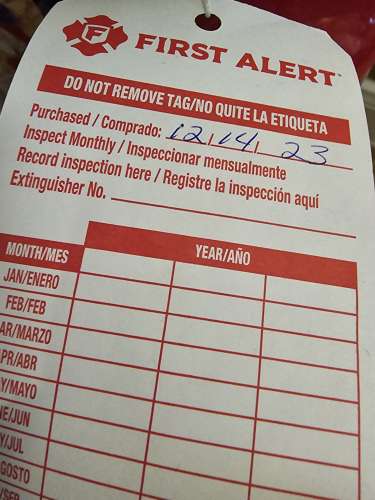 FIRST ALERT
DO NOT REMOVE TAG/NO QUITE LA ETIQUETA
Purchased / Comprado: 12, 14, 23
Inspect Monthly / Inspeccionar mensualmente
Record inspection here / Registre la inspección aquí
Extinguisher No.
MONTH/MES YEAR/AÑO
JAN/ENERO
FEB/FEB
AR/MARZO
PR/ABR
Y/MAYO
NE/JUN
Y/JUL
GOSTO
/SEP